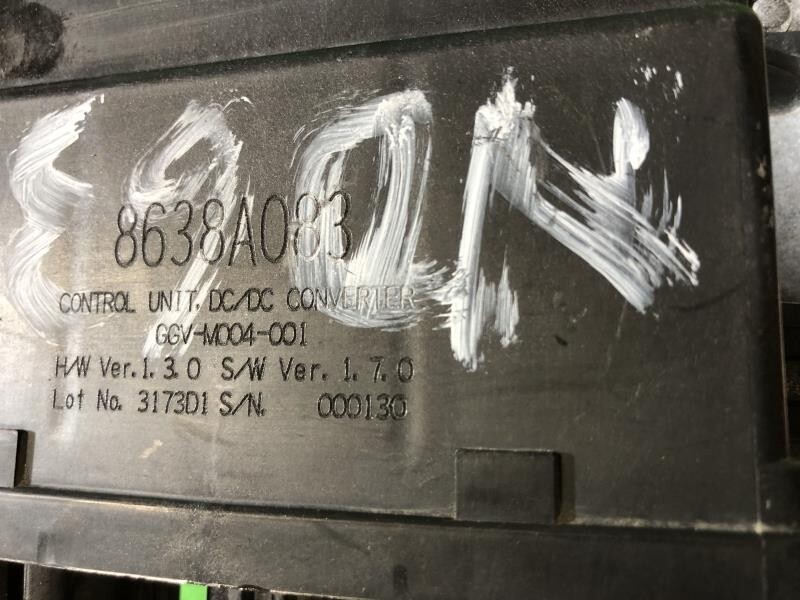 E90N
8638A083
CONTROL UNIT, DC/DC CONVERTER
GGV-M004-001
H/W Ver.1.3.0 S/W Ver. 1.7.0
Lot No. 3173D1 S/N. 000130